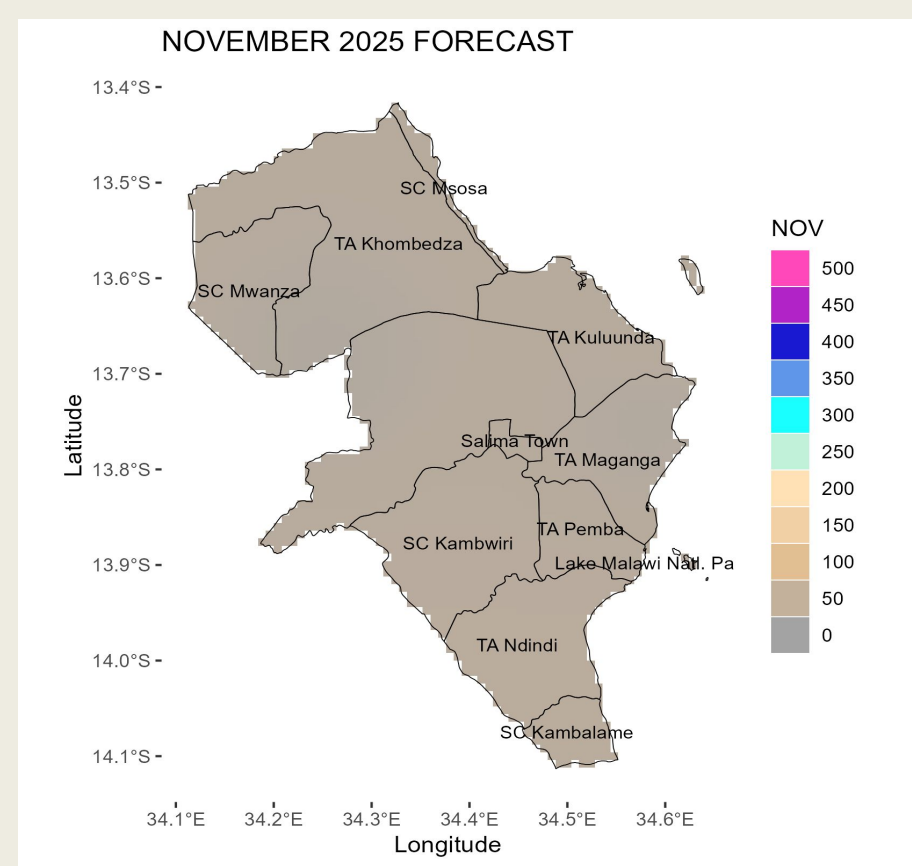 NOVEMBER 2025 FORECAST
13.4°S
13.5°S
13.6°S
13.7°S
13.8°S
13.9°S
14.0°S
14.1°S
Latitude
SC Msosa
TA Khombedza
SC Mwanza
TA Kuluunda
Salima Town
TA Maganga
TA Pemba
SC Kambwiri
Lake Malawi Natl. Pa
TA Ndindi
SC Kambalame
34.1°E 34.2°E 34.3°E 34.4°E 34.5°E 34.6°E
Longitude
NOV
500
450
400
350
300
250
200
150
100
50
0